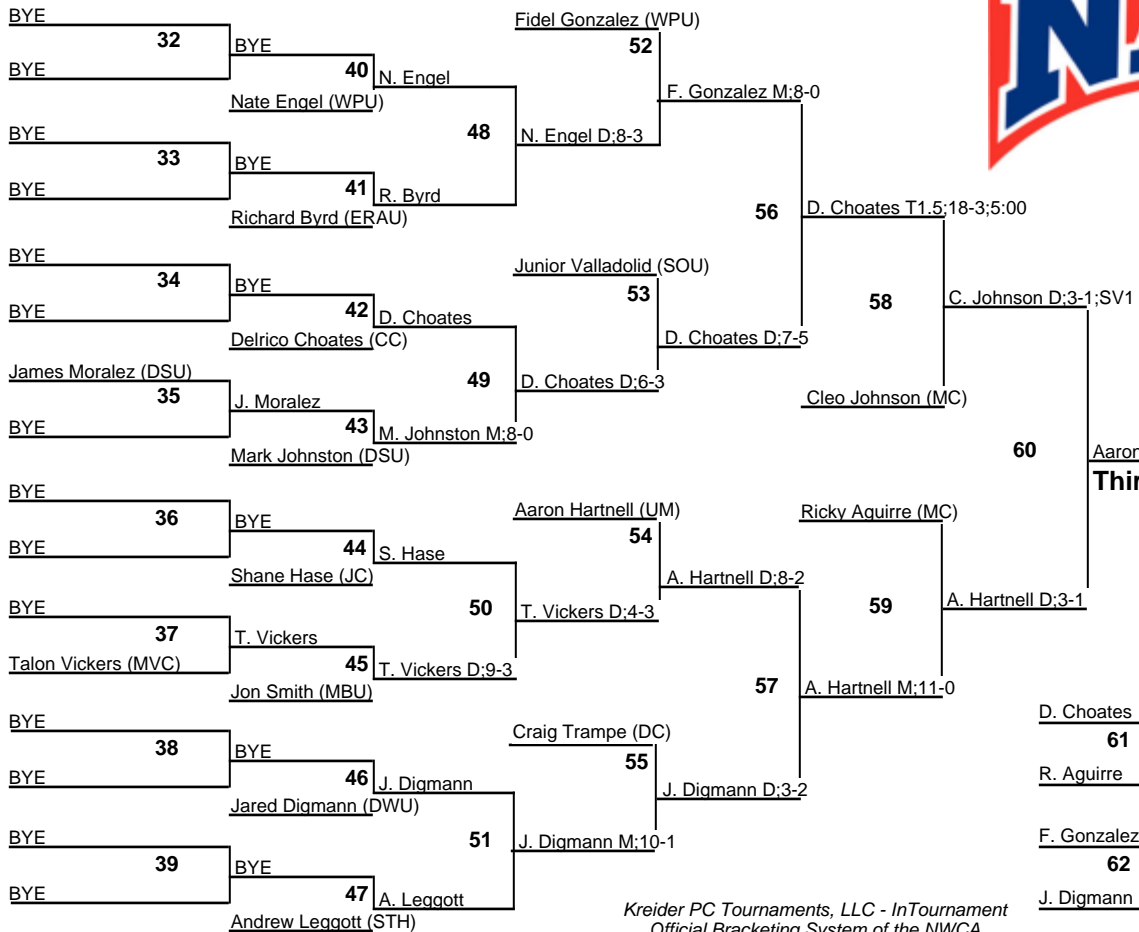 BYE
32
BYE
BYE
40
N. Engel
Nate Engel (WPU)
BYE
33
BYE
BYE
41
R. Byrd
Richard Byrd (ERAU)
48
N. Engel D;8-3
Fidel Gonzalez (WPU)
52
F. Gonzalez M;8-0
BYE
34
BYE
BYE
42
D. Choates
Delrico Choates (CC)
James Moralez (DSU)
35
BYE
J. Moralez
43
M. Johnston M;8-0
Mark Johnston (DSU)
49
D. Choates D;6-3
Junior Valladolid (SOU)
53
D. Choates D;7-5
56
D. Choates T1.5;18-3;5:00
58
C. Johnson D;3-1;SV1
Cleo Johnson (MC)
60
Aaron
BYE
36
BYE
BYE
44
S. Hase
Shane Hase (JC)
BYE
37
Talon Vickers (MVC)
T. Vickers
45
T. Vickers D;9-3
Jon Smith (MBU)
50
T. Vickers D;4-3
Aaron Hartnell (UM)
54
A. Hartnell D;8-2
Ricky Aguirre (MC)
59
A. Hartnell D;3-1
57
A. Hartnell M;11-0
BYE
38
BYE
BYE
46
J. Digmann
Jared Digmann (DWU)
BYE
39
BYE
BYE
47
A. Leggott
Andrew Leggott (STH)
51
J. Digmann M;10-1
Craig Trampe (DC)
55
J. Digmann D;3-2
D. Choates
61
R. Aguirre
F. Gonzalez
62
J. Digmann
Kreider PC Tournaments, LLC - InTournament
Official Bracketing System of the NWCA